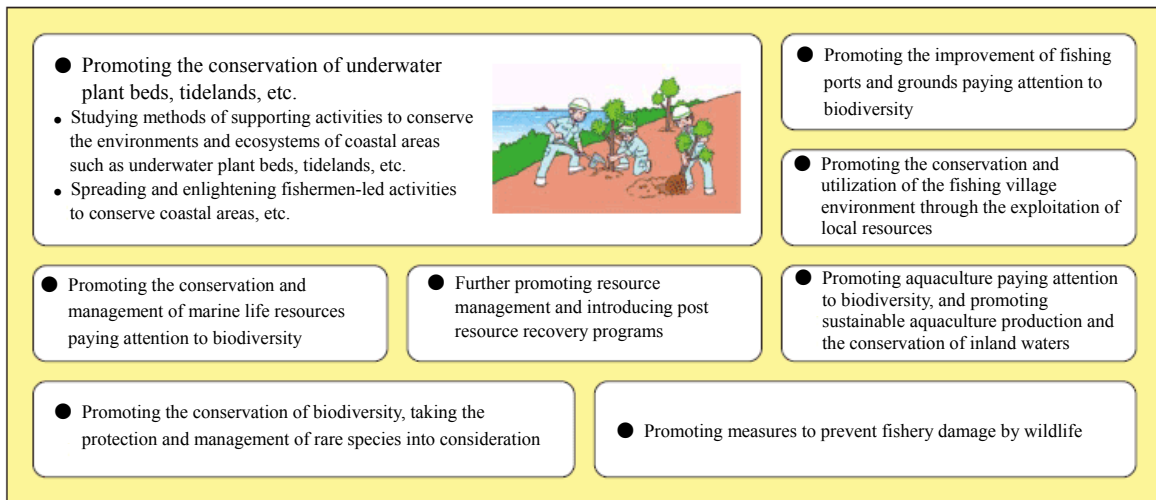 ● Promoting the conservation of underwater
plant beds, tidelands, etc.
• Studying methods of supporting activities to conserve
the environments and ecosystems of coastal areas
such as underwater plant beds, tidelands, etc.
• Spreading and enlightening fishermen-led activities
to conserve coastal areas, etc.
● Promoting the improvement of fishing
ports and grounds paying attention to
biodiversity
● Promoting the conservation and
utilization of the fishing village
environment through the exploitation of
local resources
● Promoting the conservation and
management of marine life resources
paying attention to biodiversity
● Further promoting resource
management and introducing post
resource recovery programs
● Promoting aquaculture paying attention
to biodiversity, and promoting
sustainable aquaculture production and
the conservation of inland waters
● Promoting the conservation of biodiversity, taking the
protection and management of rare species into consideration
● Promoting measures to prevent fishery damage by wildlife